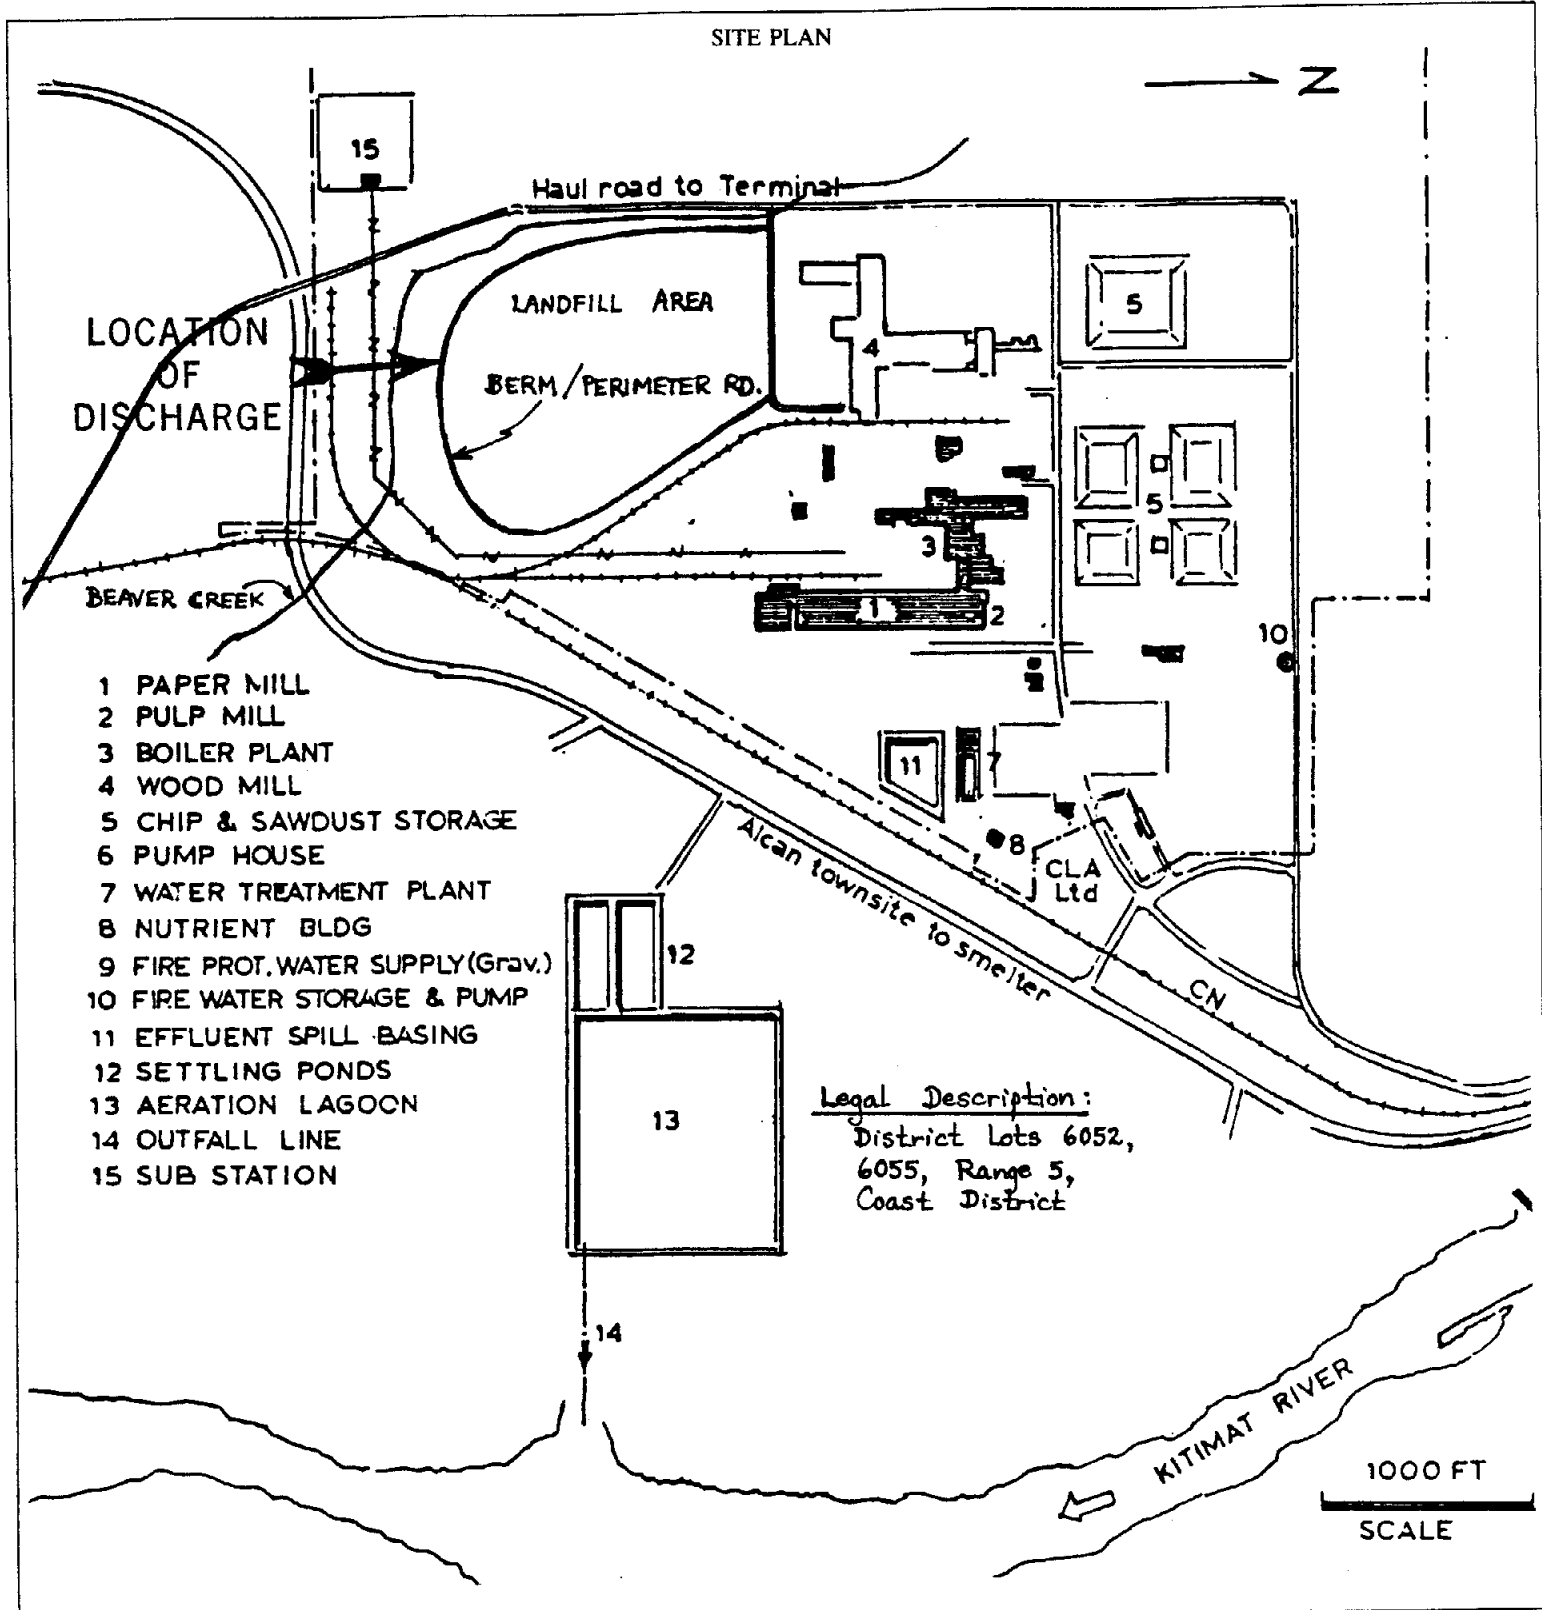 SITE PLAN
N
15
Haul road to Terminal
LANDFILL AREA
5
LOCATION
OF
DISCHARGE
4
BERM/PERIMETER RD.
5
3
BEAVER CREEK
1
2
10
1 PAPER MILL
2 PULP MILL
3 BOILER PLANT
4 WOOD MILL
5 CHIP & SAWDUST STORAGE
6 PUMP HOUSE
7 WATER TREATMENT PLANT
8 NUTRIENT BLDG
9 FIRE PROT. WATER SUPPLY (Grav.)
10 FIRE WATER STORAGE & PUMP
11 EFFLUENT SPILL BASING
12 SETTLING PONDS
13 AERATION LAGOON
14 OUTFALL LINE
15 SUB STATION
11
7
8
CLA
Ltd
Alcan townsite to smelter
12
CN
13
Legal Description:
District Lots 6052,
6055, Range 5,
Coast District
14
KITIMAT RIVER
1000 FT
SCALE